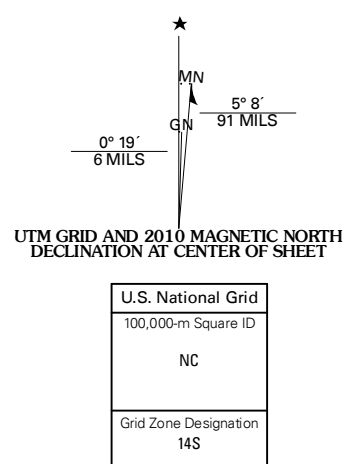 MN
5° 8´
91 MILS
GN
0° 19´
6 MILS
UTM GRID AND 2010 MAGNETIC NORTH
DECLINATION AT CENTER OF SHEET
U.S. National Grid
100,000-m Square ID
NC
Grid Zone Designation
14S